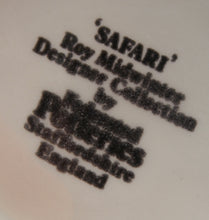 'SAFARI'
Roy Midwinter
Designer Collection
by
Staffordshire
England